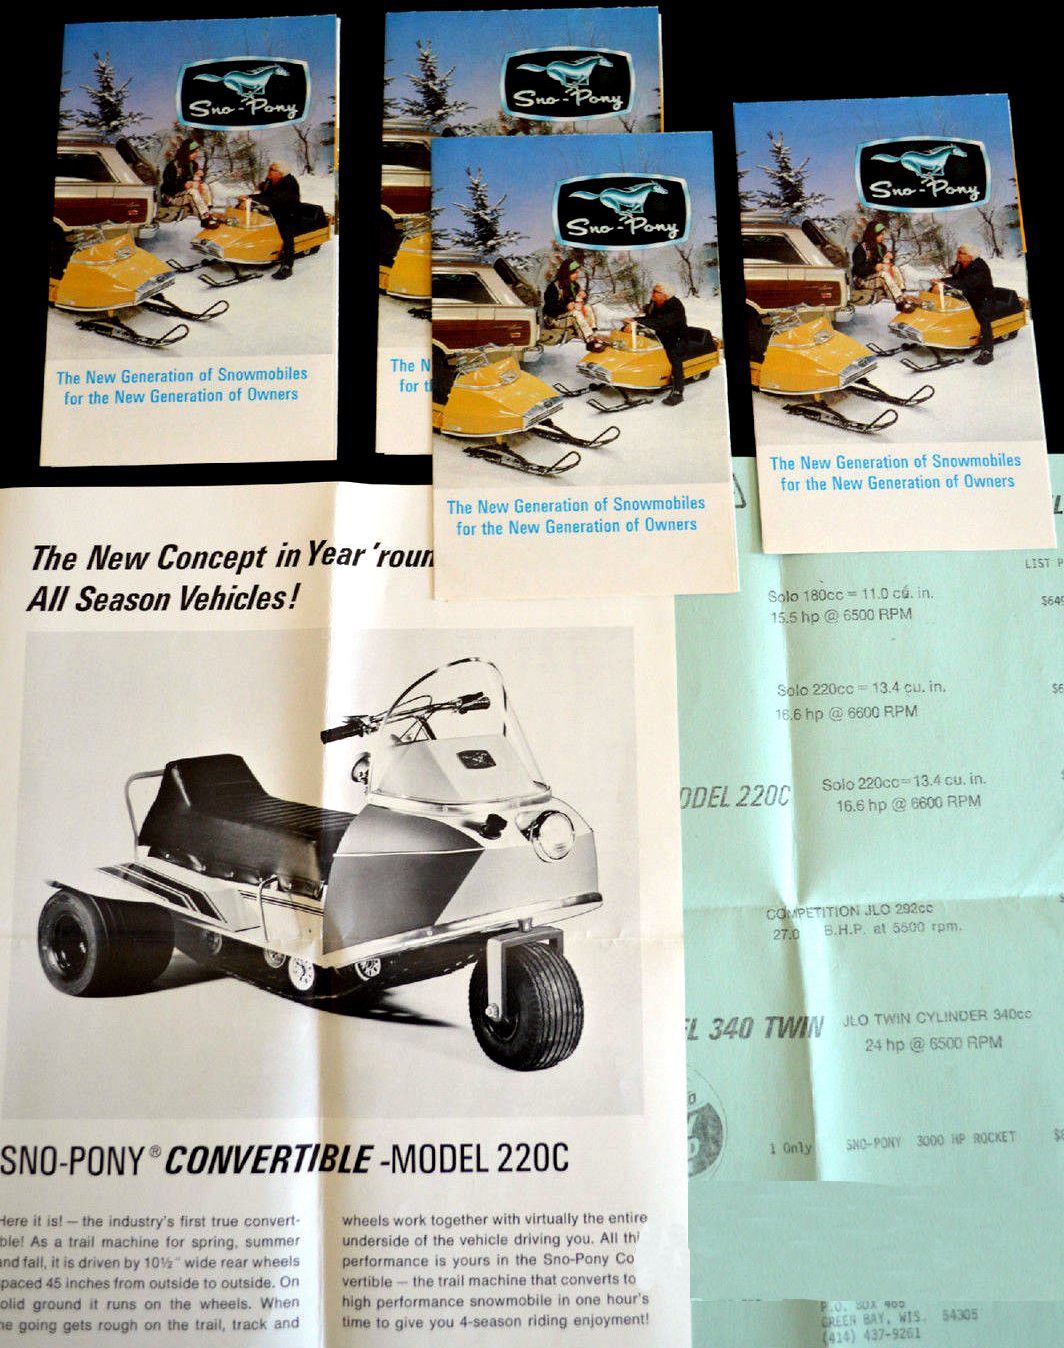 Sno-Pony
The New Generation of Snowmobiles
for the New Generation of Owners
Sno-Pony
The N
for t
Sno-Pony
The New Generation of Snowmobiles
for the New Generation of Owners
Sno-Pony
The New Generation of Snowmobiles
for the New Generation of Owners
The New Concept in Year 'roun
All Season Vehicles!
SNO-PONY® CONVERTIBLE -MODEL 220C
Here it is! — the industry's first true convert-
ble! As a trail machine for spring, summer
and fall, it is driven by 10½" wide rear wheels
spaced 45 inches from outside to outside. On
olid ground it runs on the wheels. When
he going gets rough on the trail, track and
wheels work together with virtually the entire
underside of the vehicle driving you. All thi
performance is yours in the Sno-Pony Co
vertible — the trail machine that converts to
high performance snowmobile in one hour's
time to give you 4-season riding enjoyment!
LIST P
Solo 180cc = 11.0 cu. in.
15.5 hp @ 6500 RPM
$649
Solo 220cc = 13.4 cu. in.
16.6 hp @ 6600 RPM
$6
ODEL 220C
Solo 220cc = 13.4 cu. in.
16.6 hp @ 6600 RPM
COMPETITION JLO 292cc
27.0 B.H.P. at 5500 rpm.
EL 340 TWIN
JLO TWIN CYLINDER 340cc
24 hp @ 6500 RPM
1 Only SNO-PONY 3000 HP ROCKET $8
P.O. BOX 466
GREEN BAY, WIS. 54305
(414) 437-9261